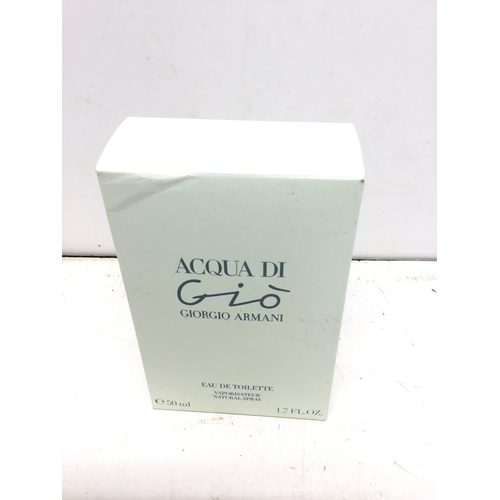 ACQUA DI
Giò
GIORGIO ARMANI
EAU DE TOILETTE
VAPORISATEUR
NATURAL SPRAY
℮ 50 ml 1.7 FL.OZ.